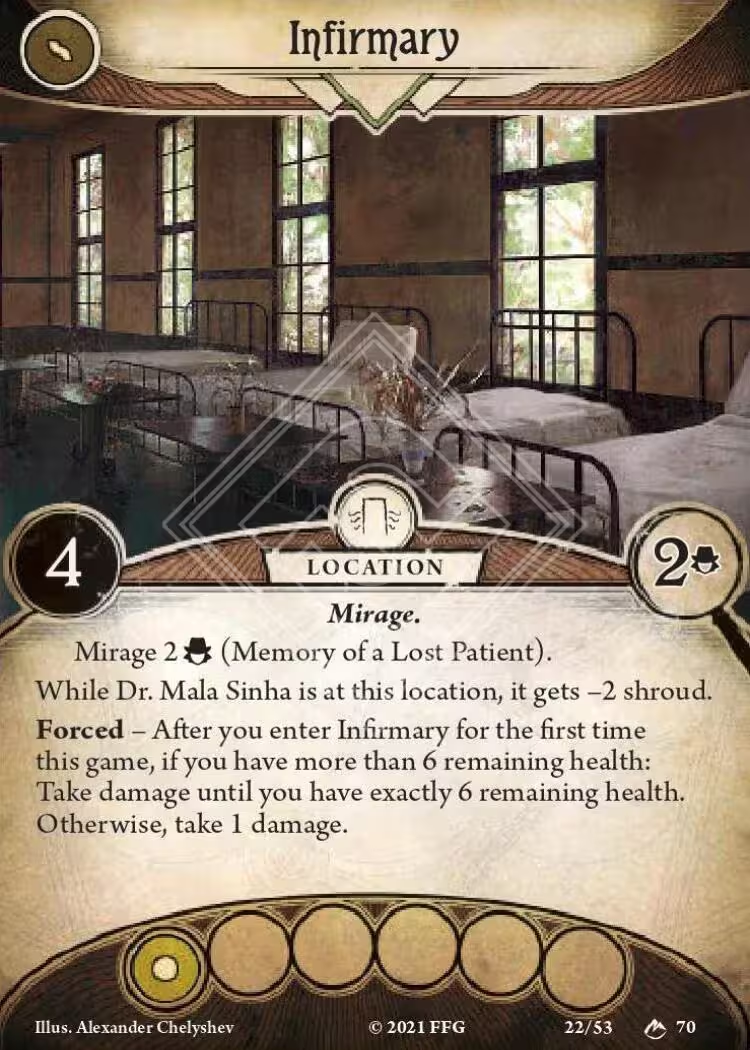 Infirmary
4
LOCATION
2
Mirage.
Mirage 2 (Memory of a Lost Patient).
While Dr. Mala Sinha is at this location, it gets –2 shroud.
Forced – After you enter Infirmary for the first time
this game, if you have more than 6 remaining health:
Take damage until you have exactly 6 remaining health.
Otherwise, take 1 damage.
Illus. Alexander Chelyshev © 2021 FFG 22/53 70